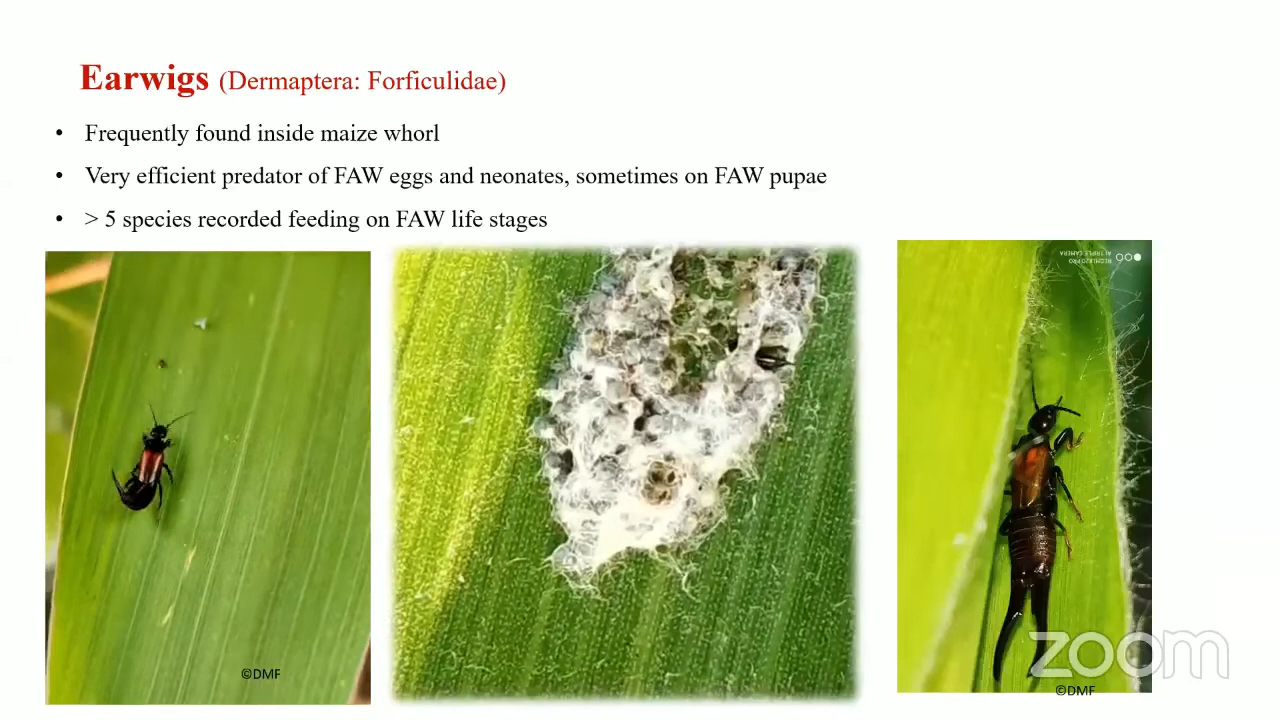 Earwigs (Dermaptera: Forficulidae)
• Frequently found inside maize whorl
• Very efficient predator of FAW eggs and neonates, sometimes on FAW pupae
• > 5 species recorded feeding on FAW life stages
©DMF
©DMF
zoom